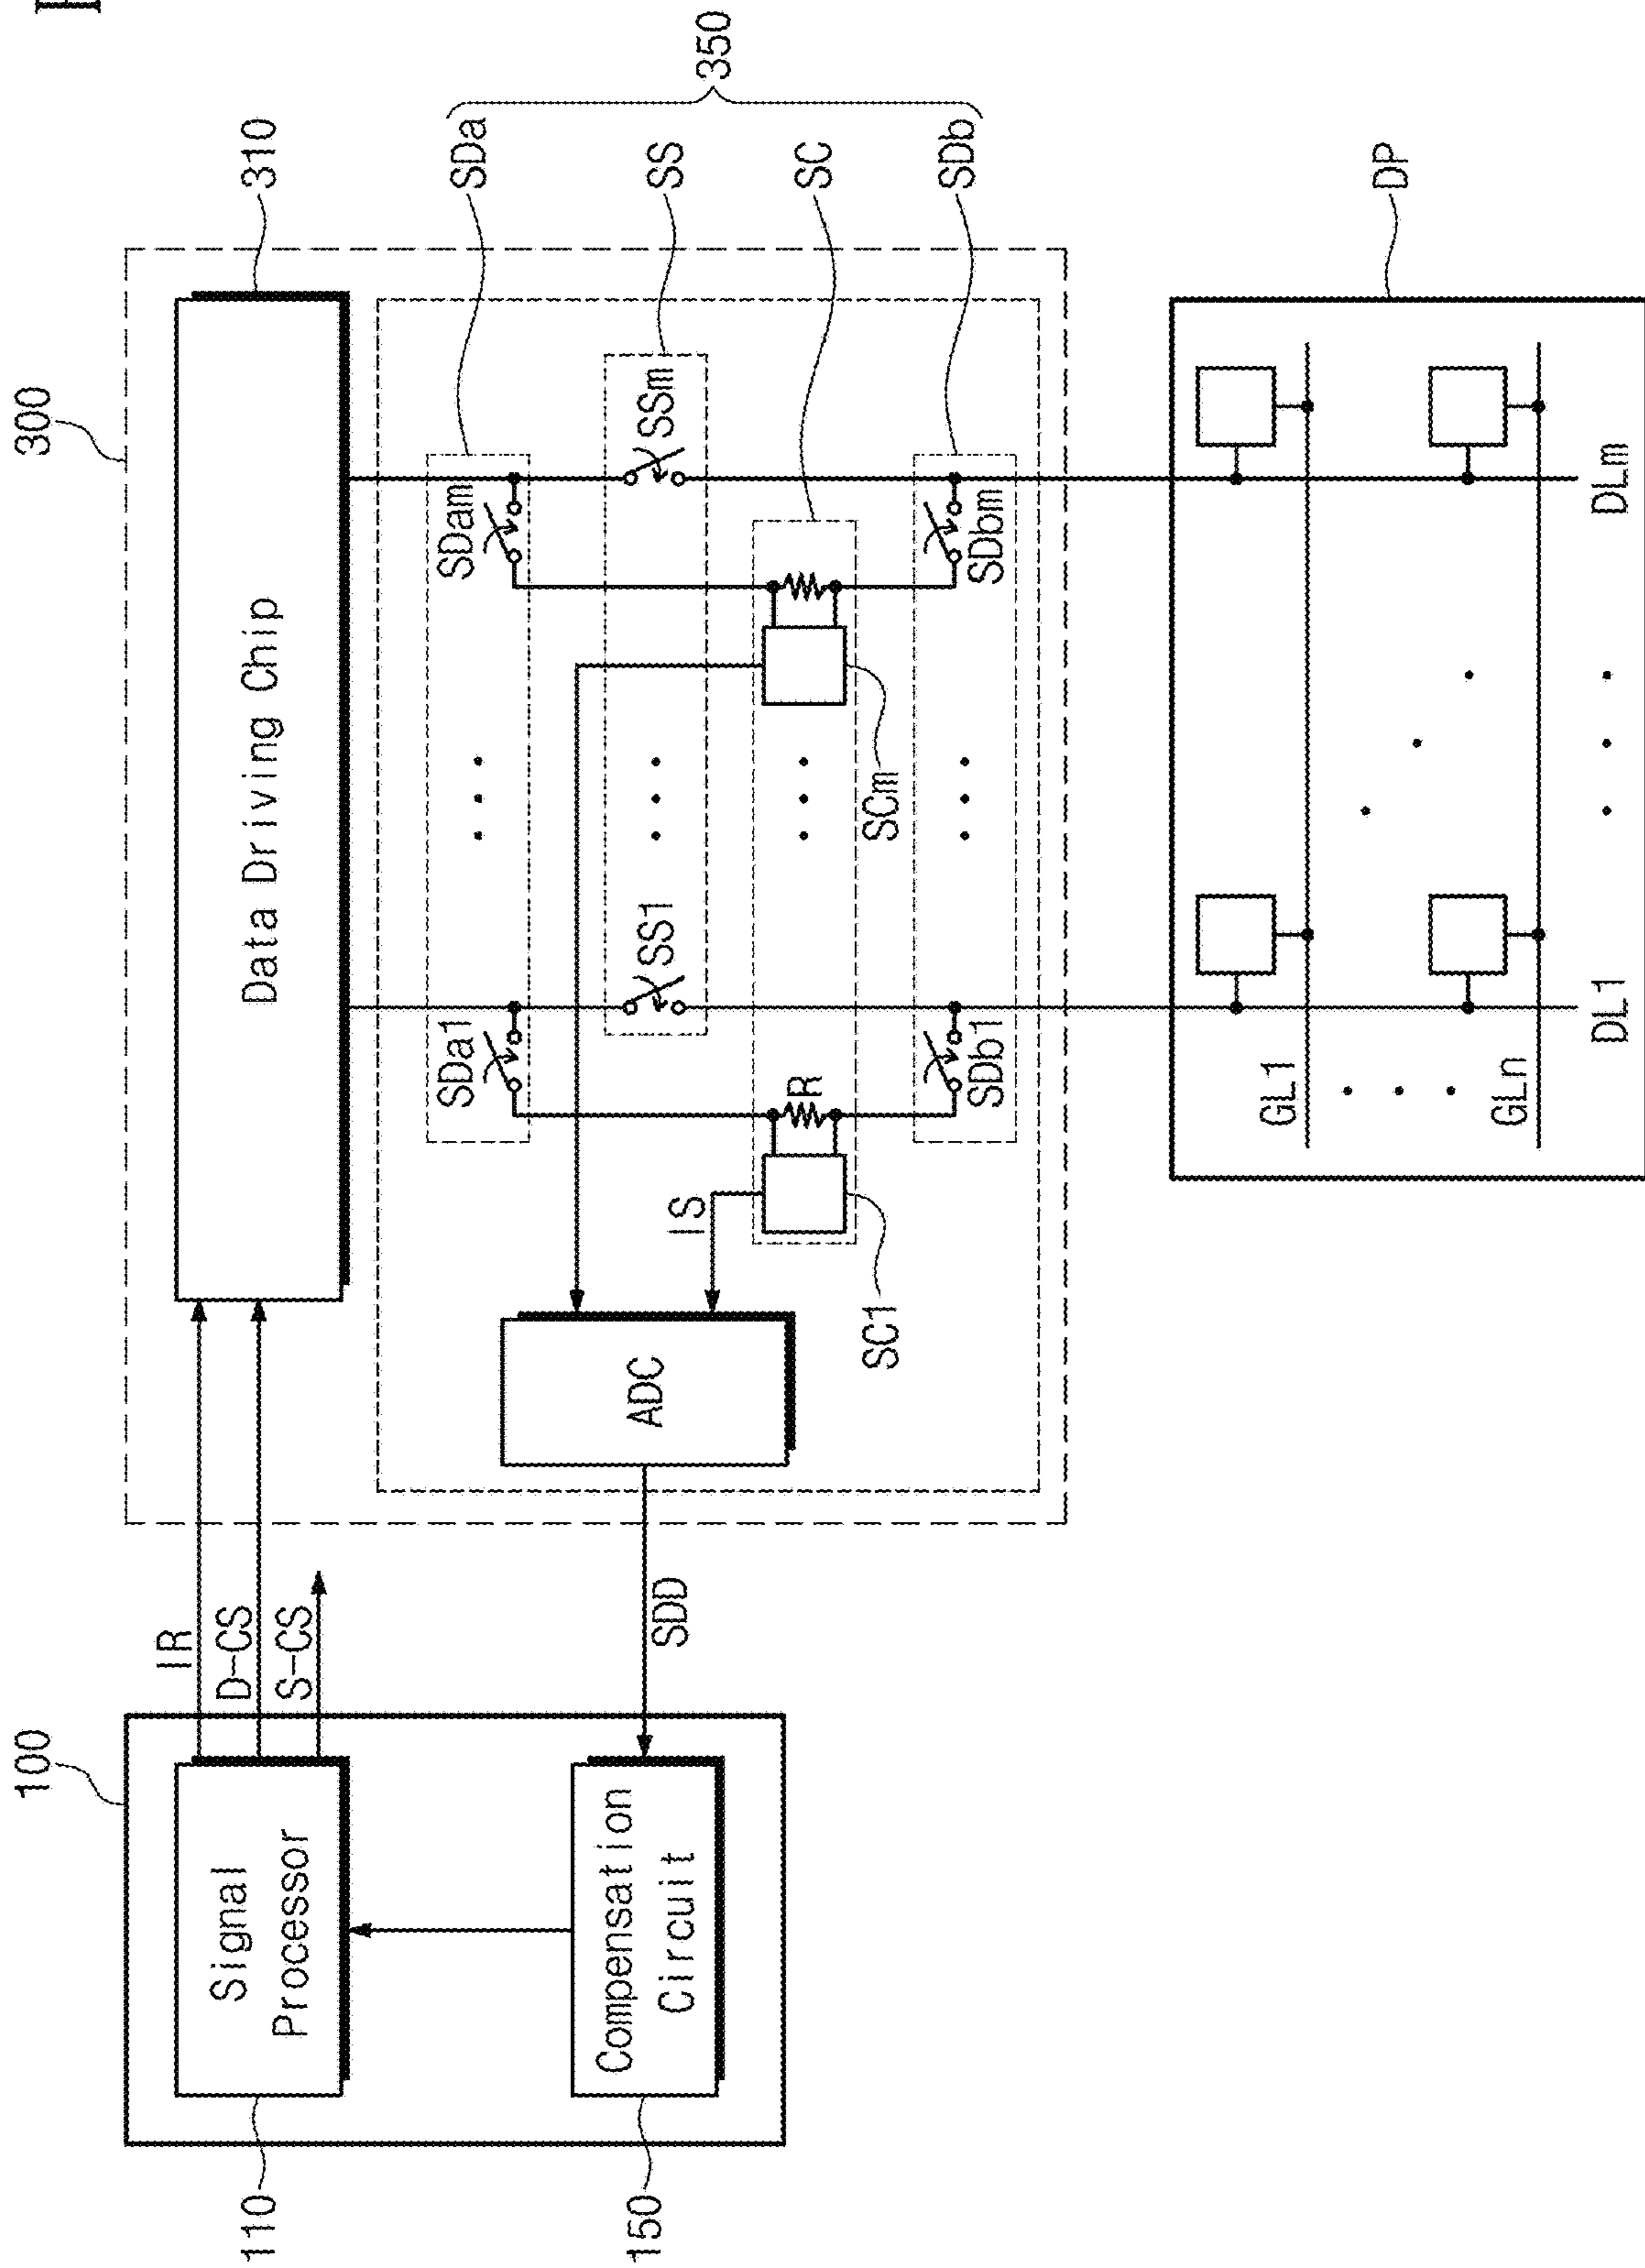 300
100
310
350
110
150
Signal
Processor
Compensation
Circuit
IR
D-CS
S-CS
SDD
Data Driving Chip
ADC
IS
SDa
SS
SC
SDb
SDa1
SDam
SS1
SSm
R
SC1
SCm
SDb1
SDbm
DP
GL1
GLn
DL1
DLm